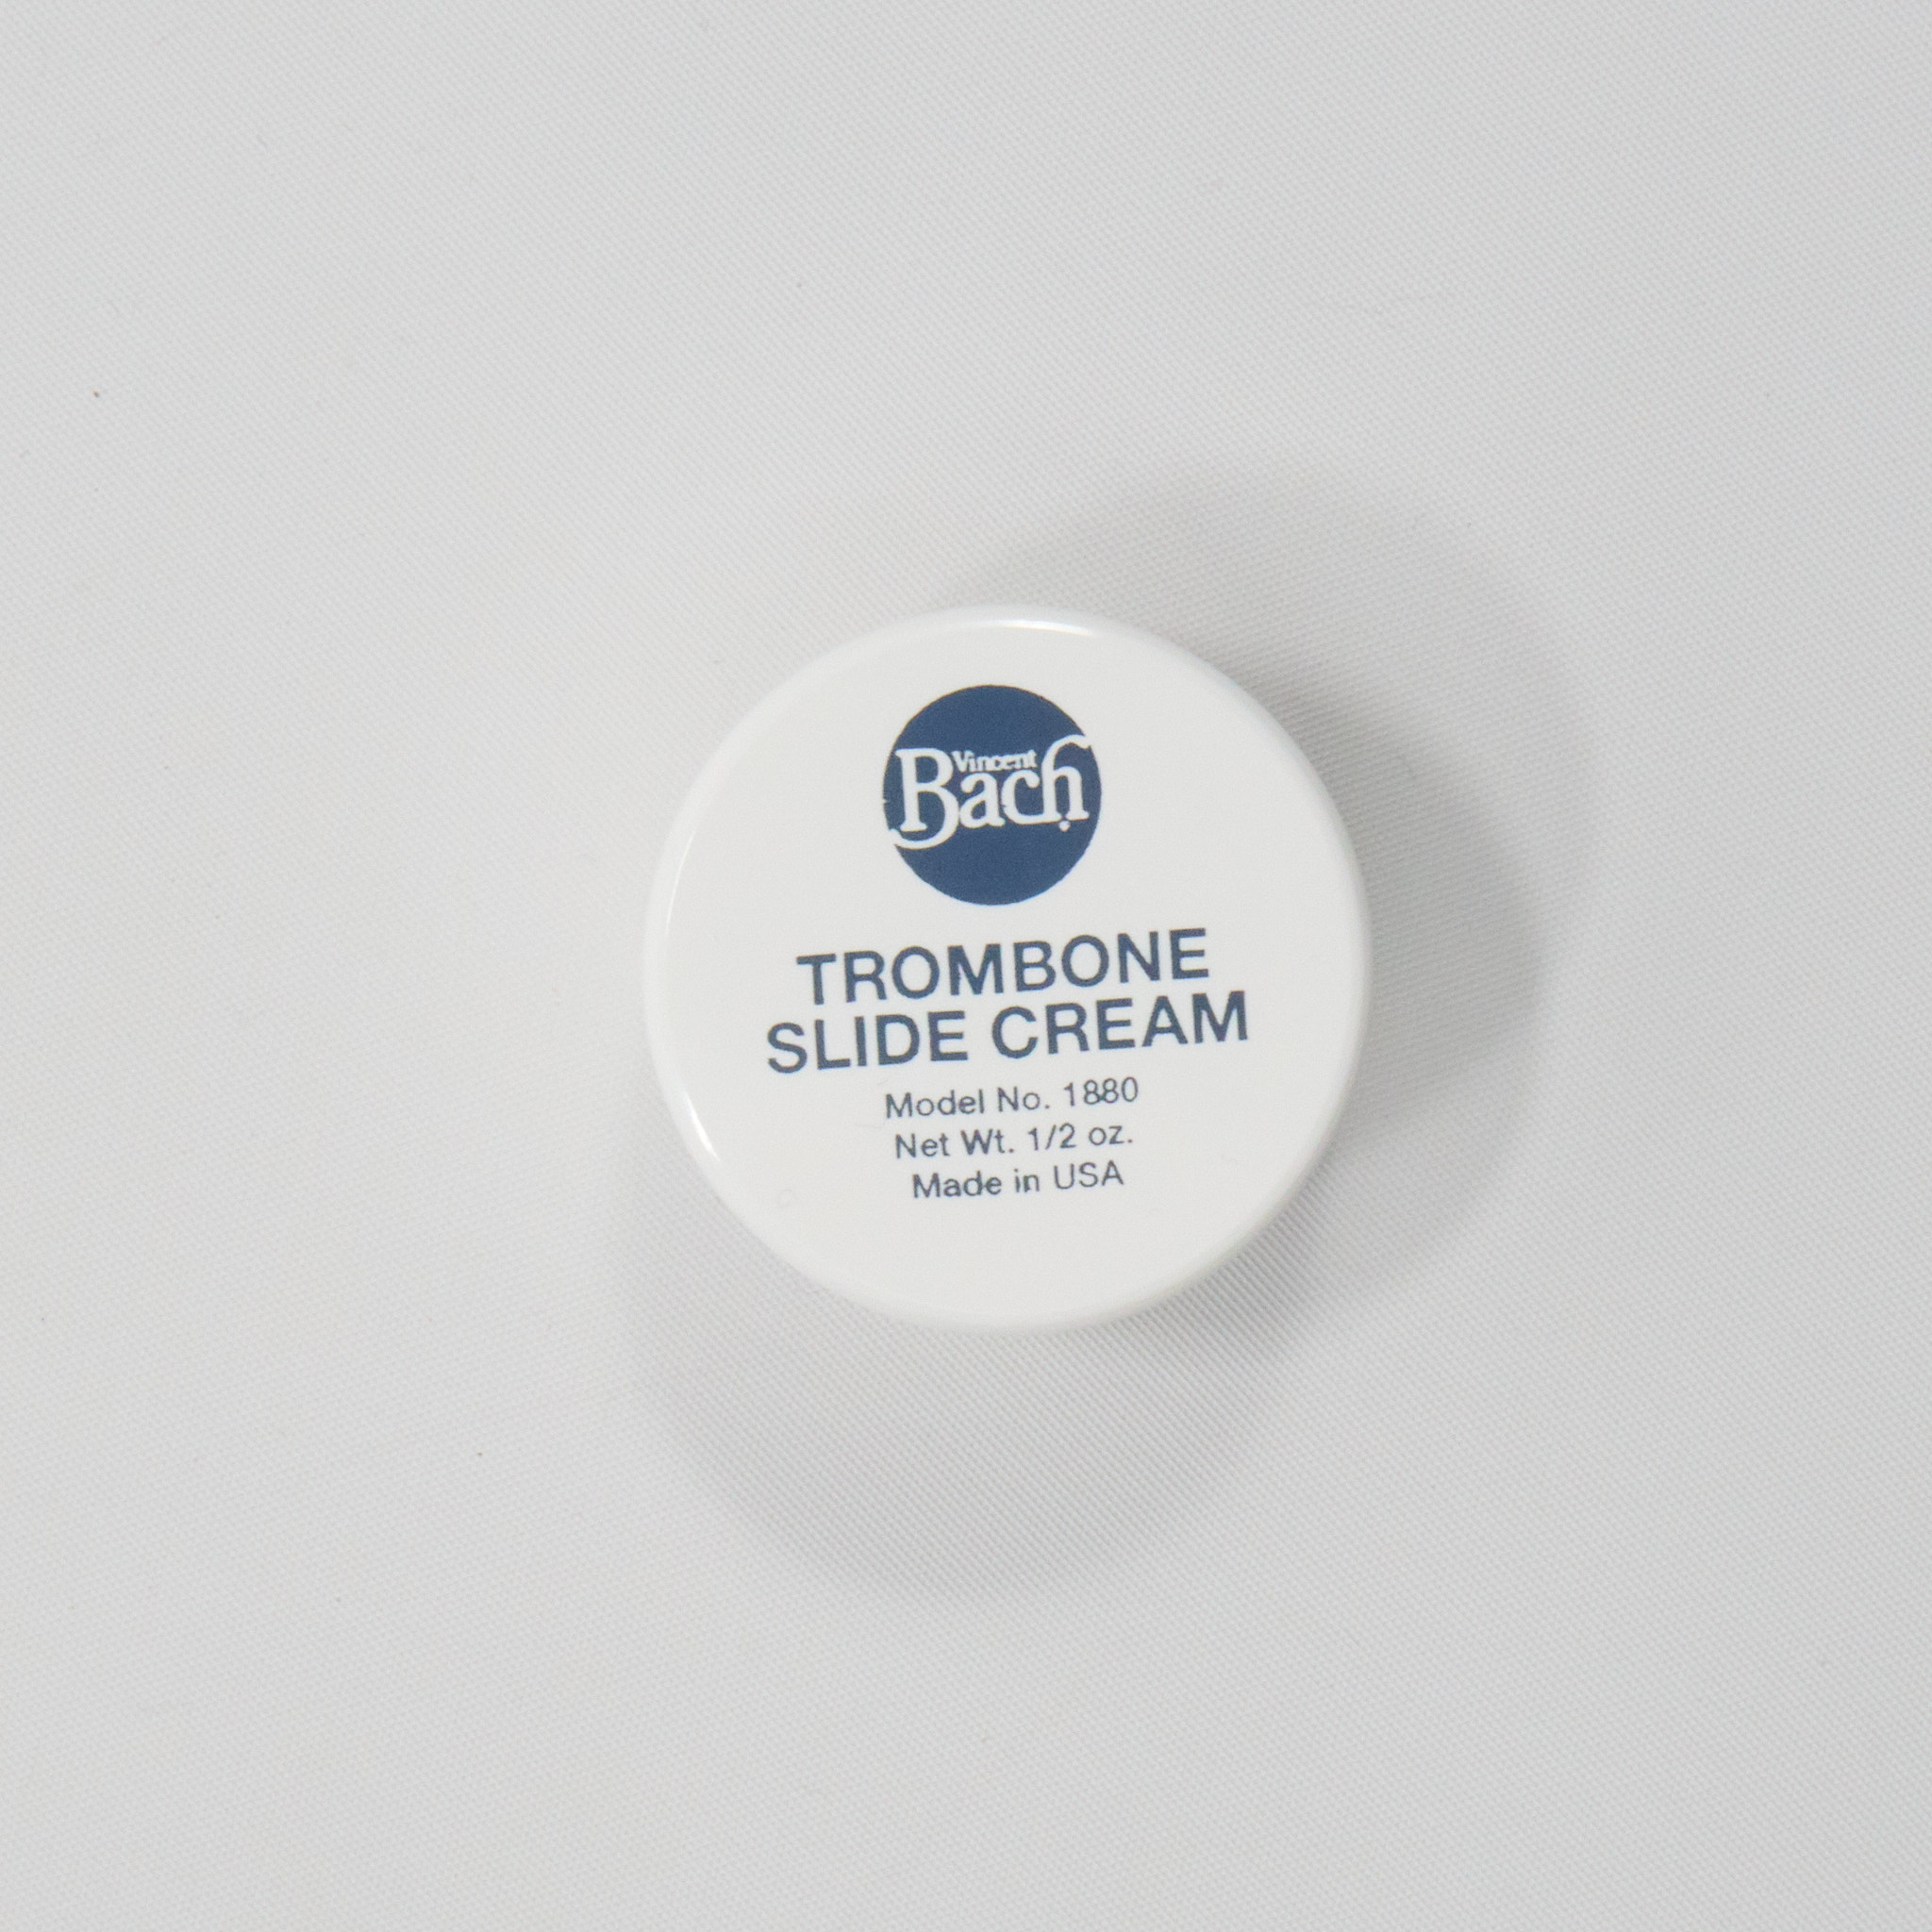 Vincent
Bach
TROMBONE
SLIDE CREAM
Model No. 1880
Net Wt. 1/2 oz.
Made in USA